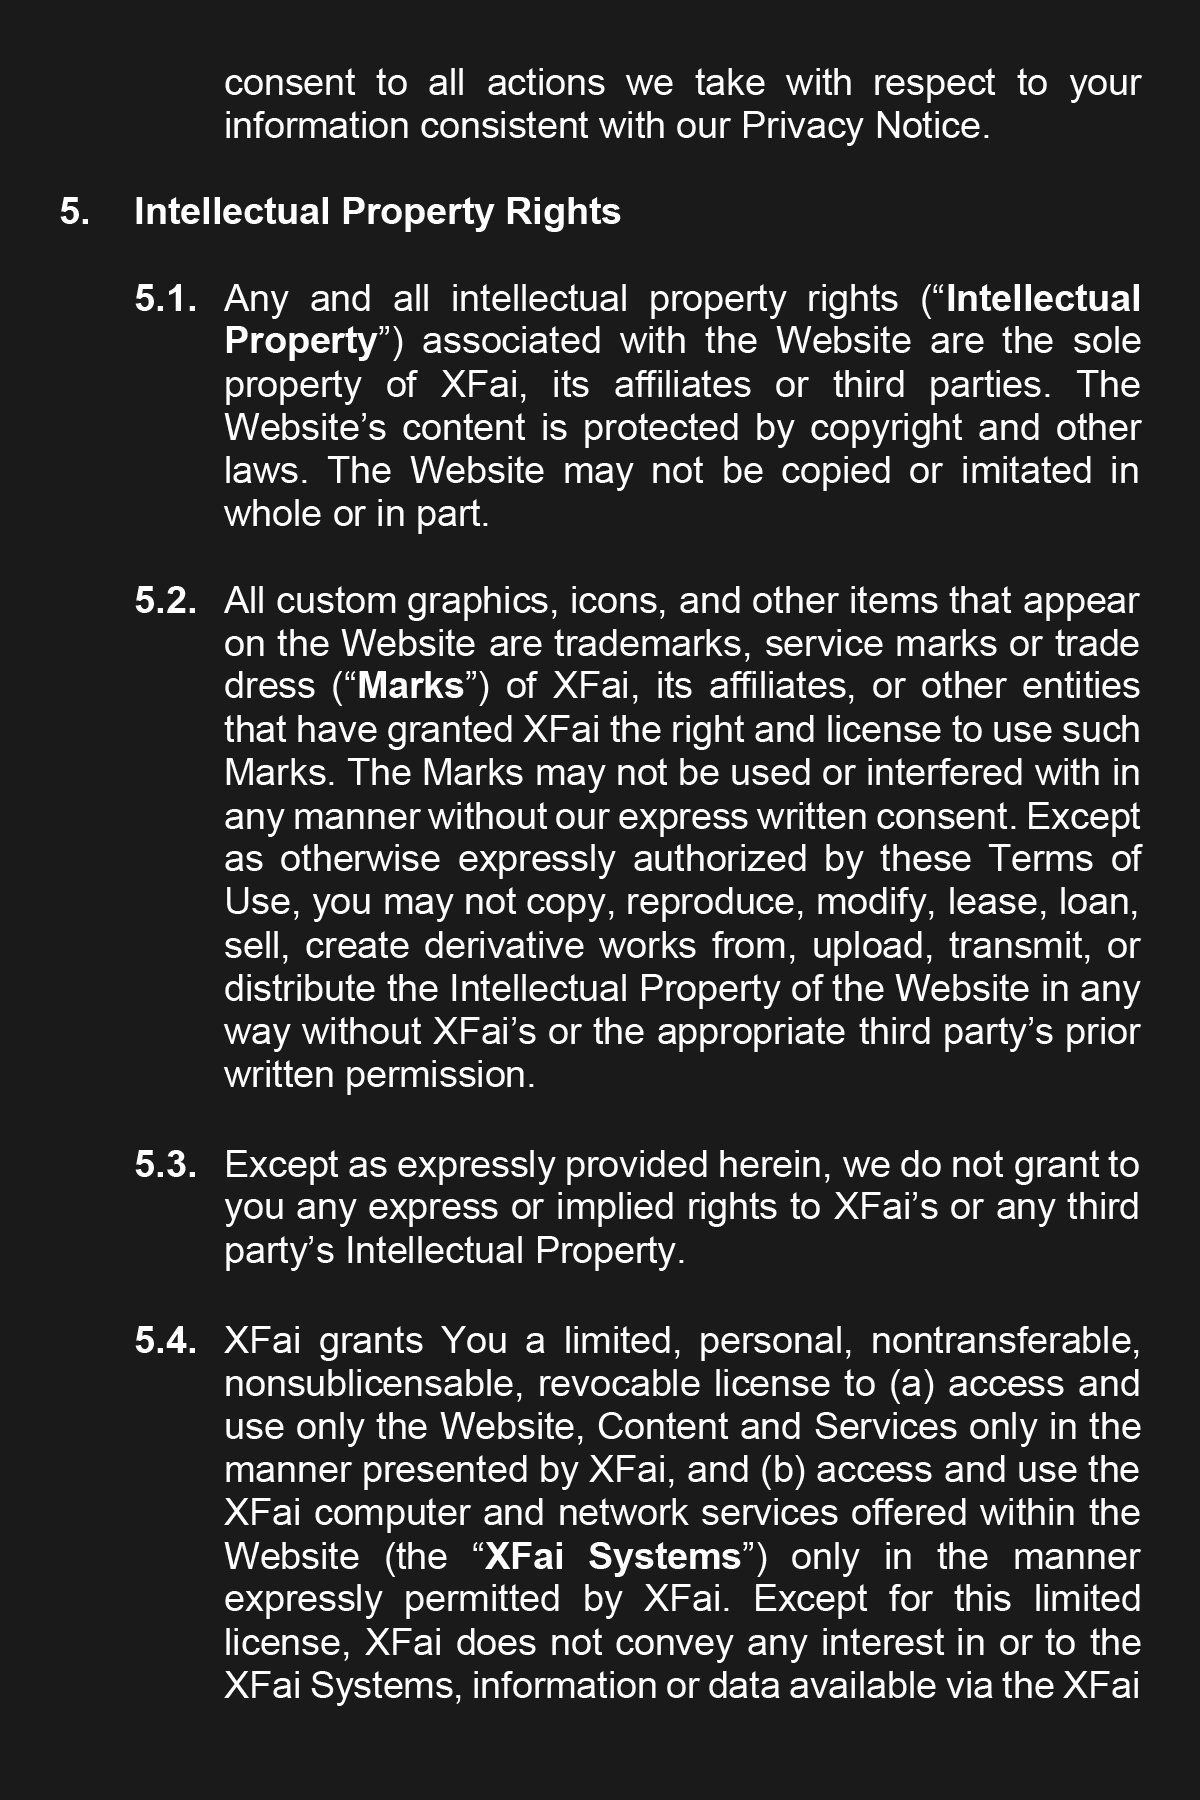 consent to all actions we take with respect to your
information consistent with our Privacy Notice.
5. Intellectual Property Rights
5.1. Any and all intellectual property rights (“Intellectual
Property”) associated with the Website are the sole
property of XFai, its affiliates or third parties. The
Website’s content is protected by copyright and other
laws. The Website may not be copied or imitated in
whole or in part.
5.2. All custom graphics, icons, and other items that appear
on the Website are trademarks, service marks or trade
dress (“Marks”) of XFai, its affiliates, or other entities
that have granted XFai the right and license to use such
Marks. The Marks may not be used or interfered with in
any manner without our express written consent. Except
as otherwise expressly authorized by these Terms of
Use, you may not copy, reproduce, modify, lease, loan,
sell, create derivative works from, upload, transmit, or
distribute the Intellectual Property of the Website in any
way without XFai’s or the appropriate third party’s prior
written permission.
5.3. Except as expressly provided herein, we do not grant to
you any express or implied rights to XFai’s or any third
party’s Intellectual Property.
5.4. XFai grants You a limited, personal, nontransferable,
nonsublicensable, revocable license to (a) access and
use only the Website, Content and Services only in the
manner presented by XFai, and (b) access and use the
XFai computer and network services offered within the
Website (the “XFai Systems”) only in the manner
expressly permitted by XFai. Except for this limited
license, XFai does not convey any interest in or to the
XFai Systems, information or data available via the XFai